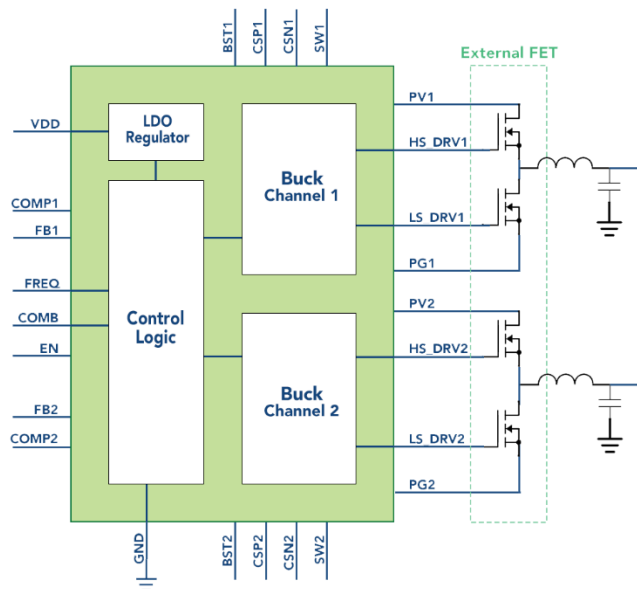 BST1
CSP1
CSN1
SW1
External FET
VDD
LDO
Regulator
PV1
HS_DRV1
Buck
Channel 1
LS_DRV1
COMP1
FB1
PG1
FREQ
COMB
Control
Logic
EN
PV2
HS_DRV2
Buck
Channel 2
FB2
COMP2
LS_DRV2
PG2
GND
BST2
CSP2
CSN2
SW2